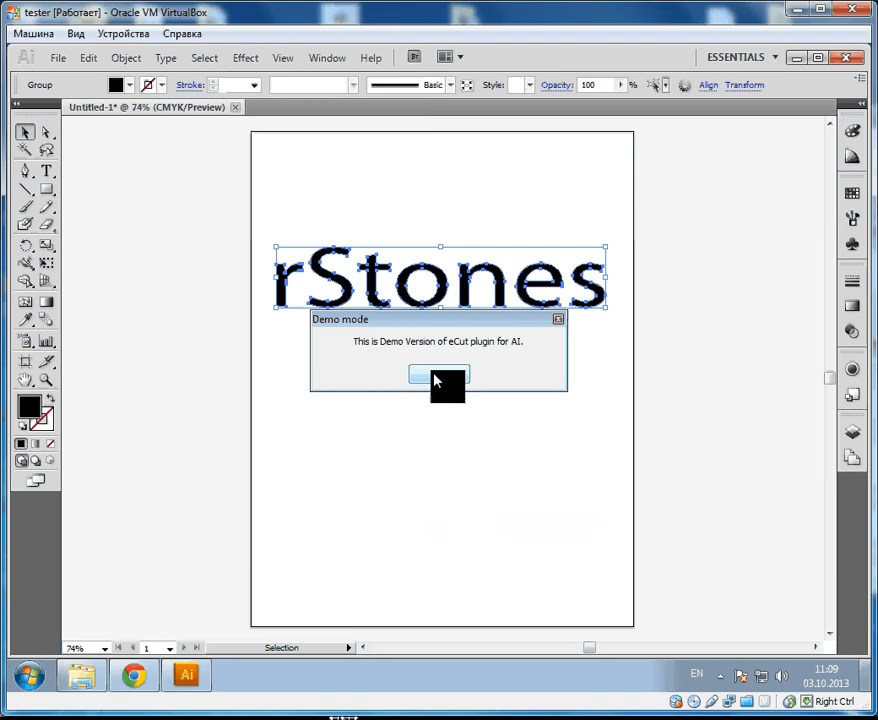 tester [Работает] - Oracle VM VirtualBox
Машина Вид Устройства Справка
Ai File Edit Object Type Select Effect View Window Help Br ESSENTIALS
Group Stroke: Basic Style: Opacity: 100 % Align Transform
Untitled-1* @ 74% (CMYK/Preview)
rStones
Demo mode
This is Demo Version of eCut plugin for AI.
74% 1 Selection
Ai EN 11:09
03.10.2013
Right Ctrl